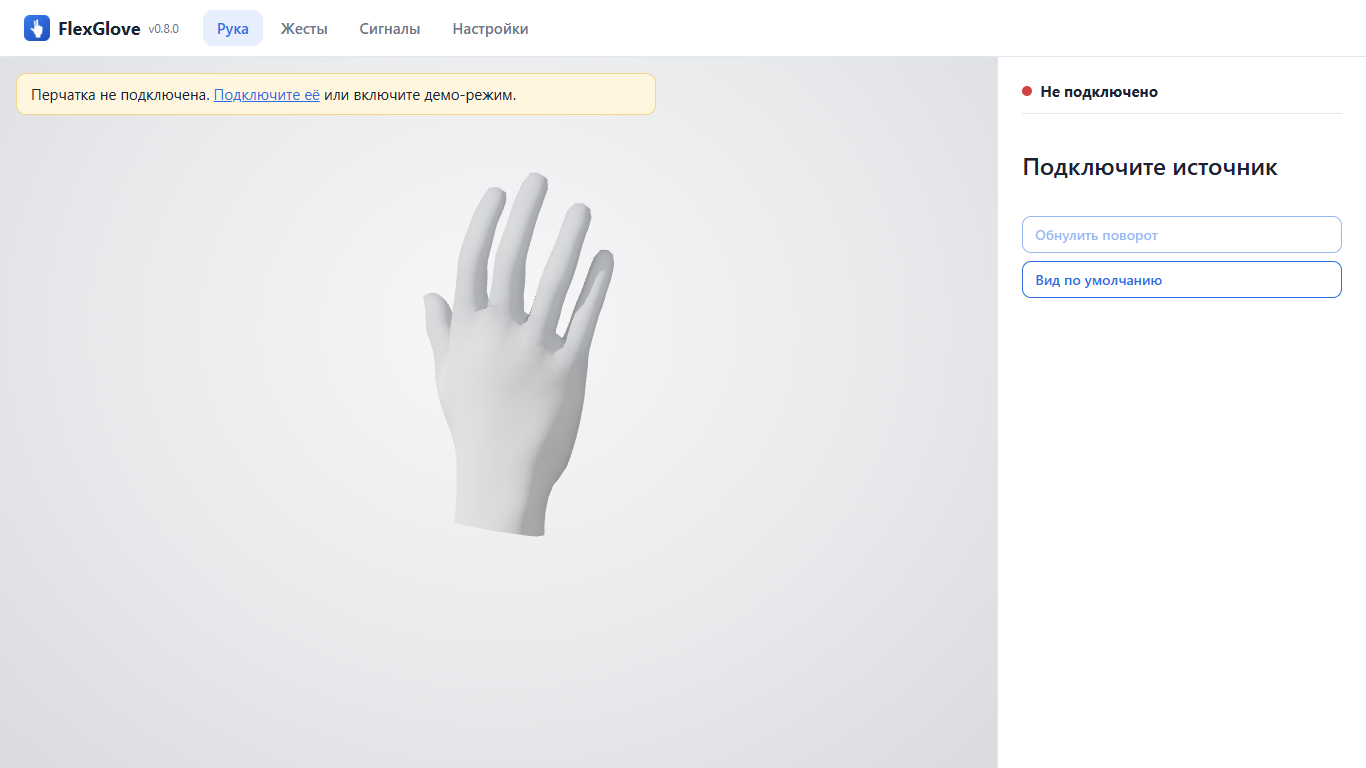 FlexGlove v0.8.0 Рука Жесты Сигналы Настройки
Перчатка не подключена. Подключите её или включите демо-режим.
Не подключено
Подключите источник
Обнулить поворот
Вид по умолчанию